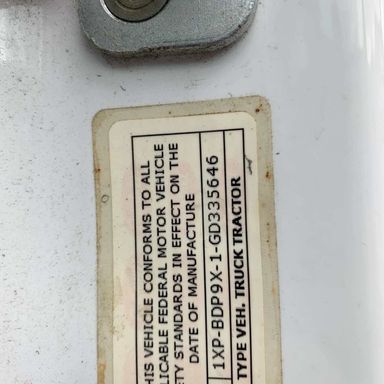 THIS VEHICLE CONFORMS TO ALL
LICABLE FEDERAL MOTOR VEHICLE
ETY STANDARDS IN EFFECT ON THE
DATE OF MANUFACTURE
1XP-BDP9X-1-GD335646
TYPE VEH. TRUCK TRACTOR